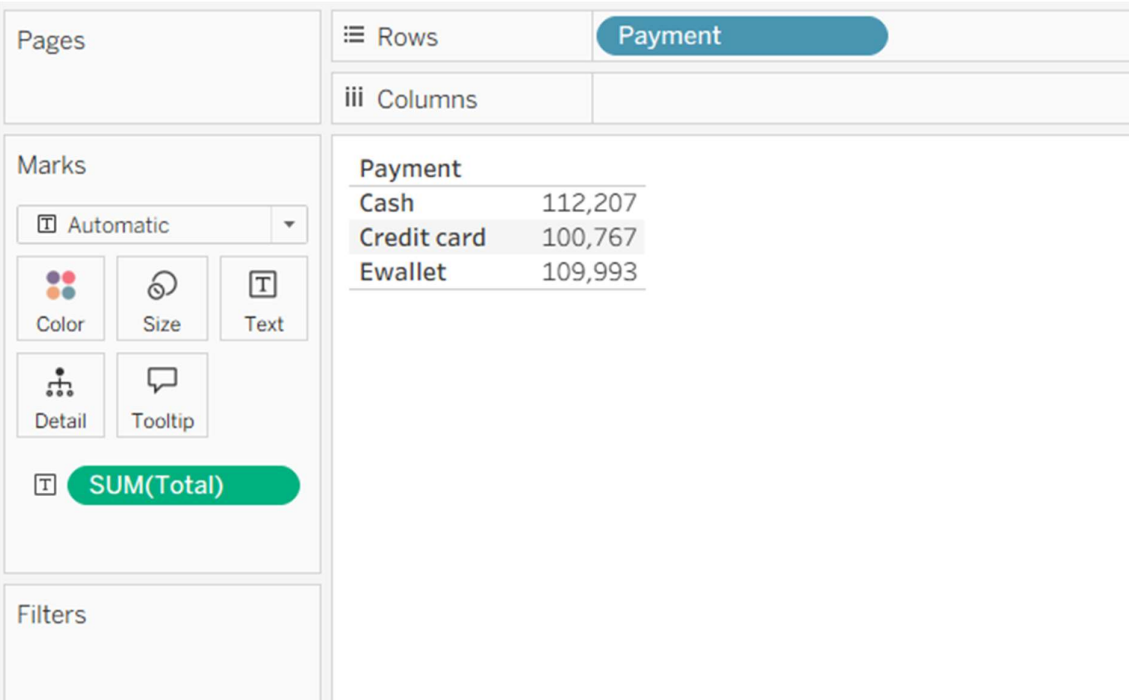 Pages
Rows
Payment
Columns
Marks
Automatic
Color
Size
T
Text
Detail
Tooltip
T
SUM(Total)
Filters
Payment
Cash 112,207
Credit card 100,767
Ewallet 109,993